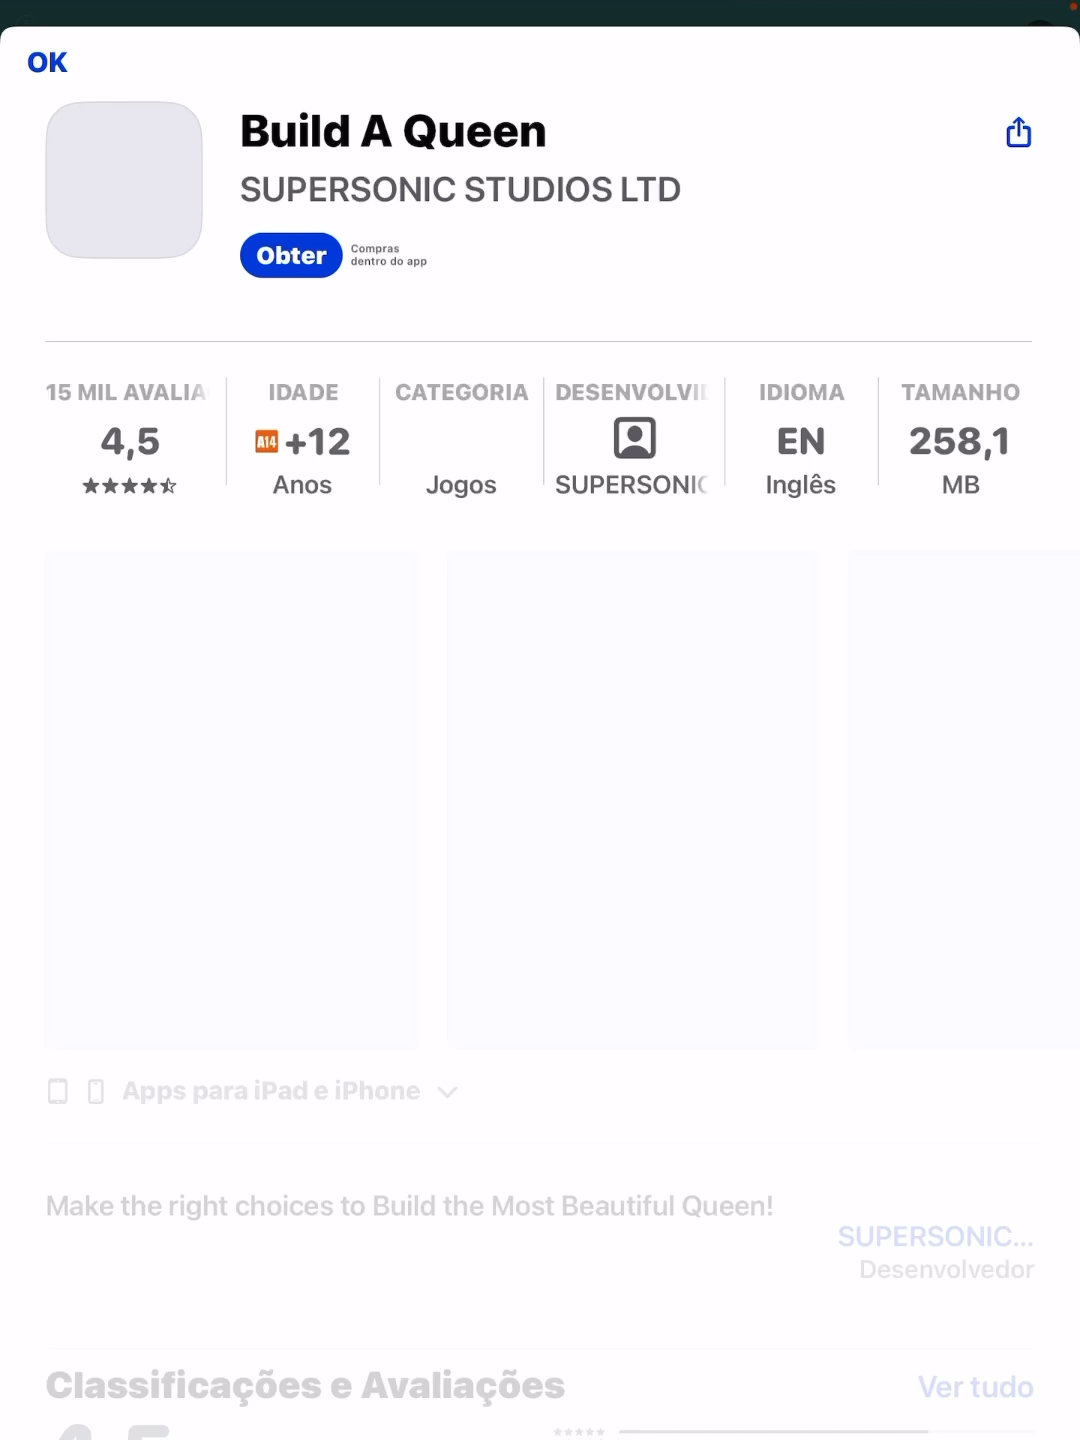 OK
Build A Queen
SUPERSONIC STUDIOS LTD
Obter
Compras
dentro do app
15 MIL AVALIA
IDADE
CATEGORIA
DESENVOLVI
IDIOMA
TAMANHO
4,5
A14 +12
EN
258,1
Anos
Jogos
SUPERSONIC
Inglês
MB
Apps para iPad e iPhone
Make the right choices to Build the Most Beautiful Queen!
SUPERSONIC...
Desenvolvedor
Classificações e Avaliações
Ver tudo